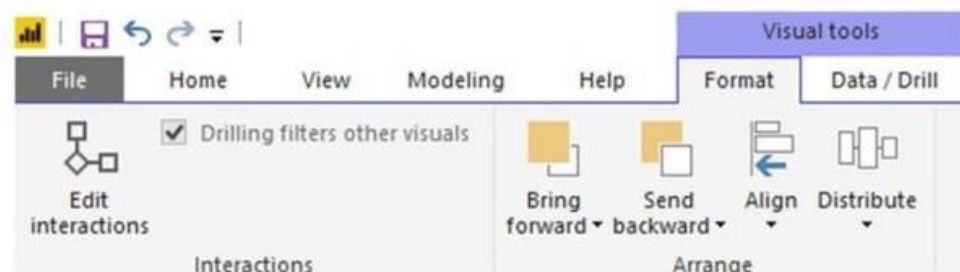 Visual tools
File Home View Modeling Help Format Data / Drill
Drilling filters other visuals
Edit
interactions
Bring
forward
Send
backward
Align
Distribute
Interactions
Arrange